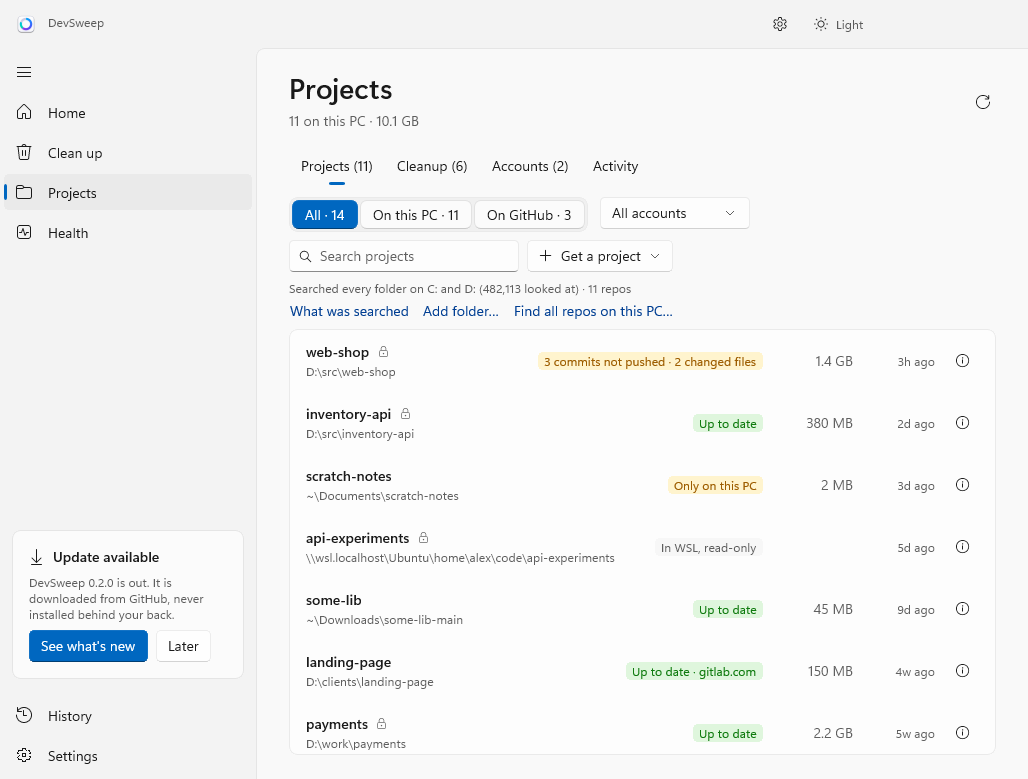 DevSweep
Light
Home
Clean up
Projects
Health
Update available
DevSweep 0.2.0 is out. It is
downloaded from GitHub, never
installed behind your back.
See what's new
Later
History
Settings
Projects
11 on this PC · 10.1 GB
Projects (11) Cleanup (6) Accounts (2) Activity
All · 14 On this PC · 11 On GitHub · 3 All accounts
Search projects Get a project
Searched every folder on C: and D: (482,113 looked at) · 11 repos
What was searched Add folder... Find all repos on this PC...
web-shop
D:\src\web-shop
3 commits not pushed · 2 changed files 1.4 GB 3h ago
inventory-api
D:\src\inventory-api
Up to date 380 MB 2d ago
scratch-notes
~\Documents\scratch-notes
Only on this PC 2 MB 3d ago
api-experiments
\\wsl.localhost\Ubuntu\home\alex\code\api-experiments
In WSL, read-only 5d ago
some-lib
~\Downloads\some-lib-main
Up to date 45 MB 9d ago
landing-page
D:\clients\landing-page
Up to date · gitlab.com 150 MB 4w ago
payments
D:\work\payments
Up to date 2.2 GB 5w ago